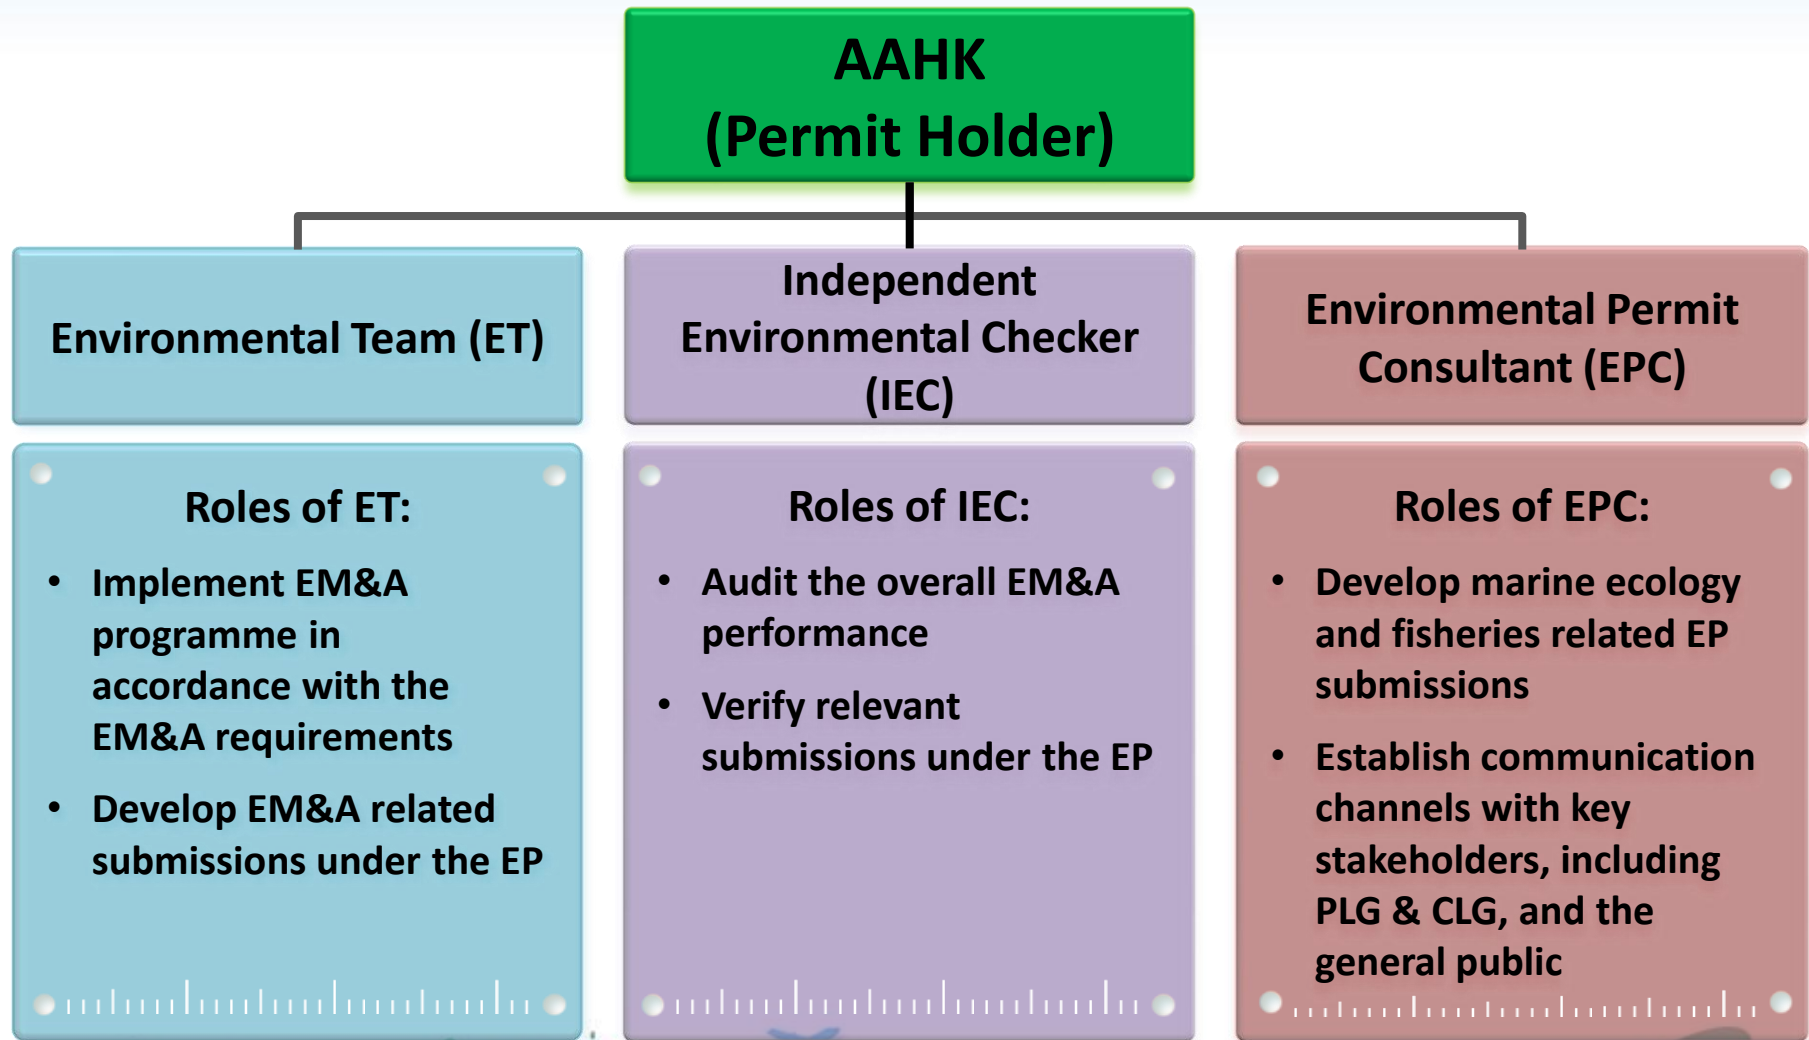 AAHK
(Permit Holder)
Environmental Team (ET)
Independent
Environmental Checker
(IEC)
Environmental Permit
Consultant (EPC)
Roles of ET:
• Implement EM&A
programme in
accordance with the
EM&A requirements
• Develop EM&A related
submissions under the EP
Roles of IEC:
• Audit the overall EM&A
performance
• Verify relevant
submissions under the EP
Roles of EPC:
• Develop marine ecology
and fisheries related EP
submissions
• Establish communication
channels with key
stakeholders, including
PLG & CLG, and the
general public